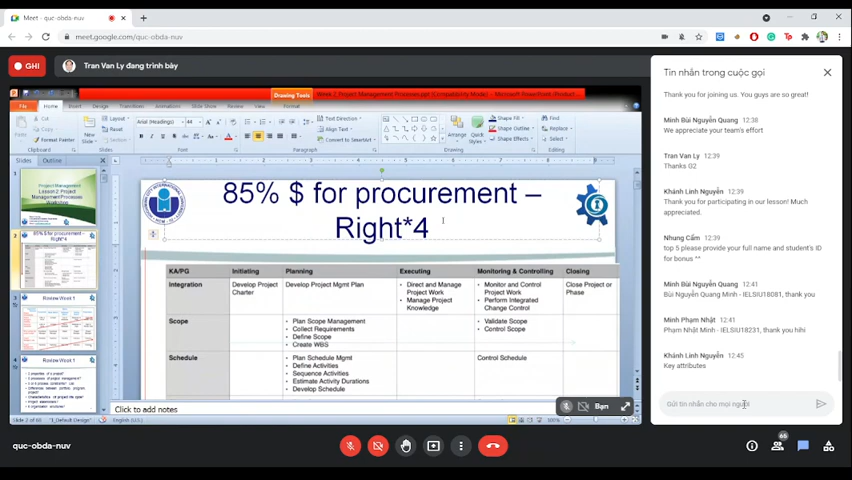 Meet - quc-obda-nuv
meet.google.com/quc-obda-nuv
GHI
Tran Van Ly đang trình bày
Drawing Tools
Week 2 Project Management Processes.ppt [Compatibility Mode] - Microsoft PowerPoint (Product
File Home Insert Design Transitions Animations Slide Show Review View Format
Cut
Copy
Format Painter
Clipboard
New Slide
Layout
Reset
Section
Slides
Arial (Headings)
44
Font
Paragraph
Text Direction
Align Text
Convert to SmartArt
Arrange
Quick Styles
Shape Fill
Shape Outline
Shape Effects
Drawing
Find
Replace
Select
Editing
Slides Outline
1
Project Management
Lesson 2: Project
Management Processes
Workshop
2
85% $ for procurement –
Right*4
3
Review Week 1
4
Review Week 1
85% $ for procurement –
Right*4
KA/PG Initiating Planning Executing Monitoring & Controlling Closing
Integration
Develop Project Charter
Develop Project Mgmt Plan
• Direct and Manage Project Work
• Manage Project Knowledge
• Monitor and Control Project Work
• Perform Integrated Change Control
Close Project or Phase
Scope
• Plan Scope Management
• Collect Requirements
• Define Scope
• Create WBS
• Validate Scope
• Control Scope
Schedule
• Plan Schedule Mgmt
• Define Activities
• Sequence Activities
• Estimate Activity Durations
• Develop Schedule
Control Schedule
Click to add notes
Bạn
Tin nhắn trong cuộc gọi
Thank you for joining us. You guys are so great!!
Minh Bùi Nguyễn Quang 12:38
We appreciate your team's effort
Tran Van Ly 12:39
Thanks G2
Khánh Linh Nguyễn 12:39
Thank you for participating in our lesson! Much
appreciated.
Nhung Cẩm 12:39
top 5 please provide your full name and student's ID
for bonus ^^
Minh Bùi Nguyễn Quang 12:41
Bùi Nguyễn Quang Minh - IELSIU18081, thank you
Minh Phạm Nhật 12:41
Phạm Nhật Minh - IELSIU18231, thank you hihi
Khánh Linh Nguyễn 12:45
Key attributes
Gửi tin nhắn cho mọi người
quc-obda-nuv